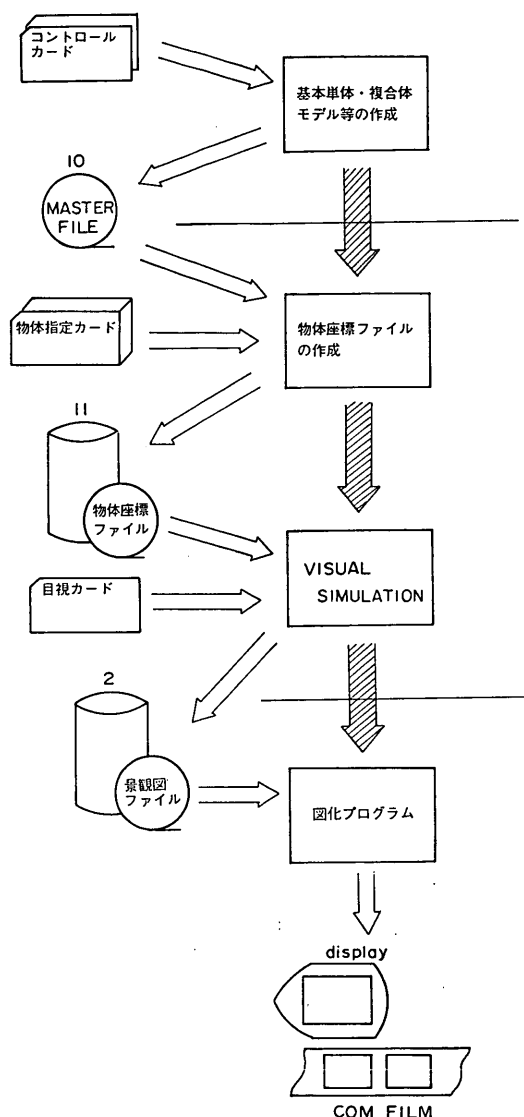 コントロール
カード
基本単体・複合体
モデル等の作成
10
MASTER
FILE
物体指定カード
物体座標ファイル
の作成
11
物体座標
ファイル
VISUAL
SIMULATION
目視カード
2
景観図
ファイル
図化プログラム
display
COM FILM